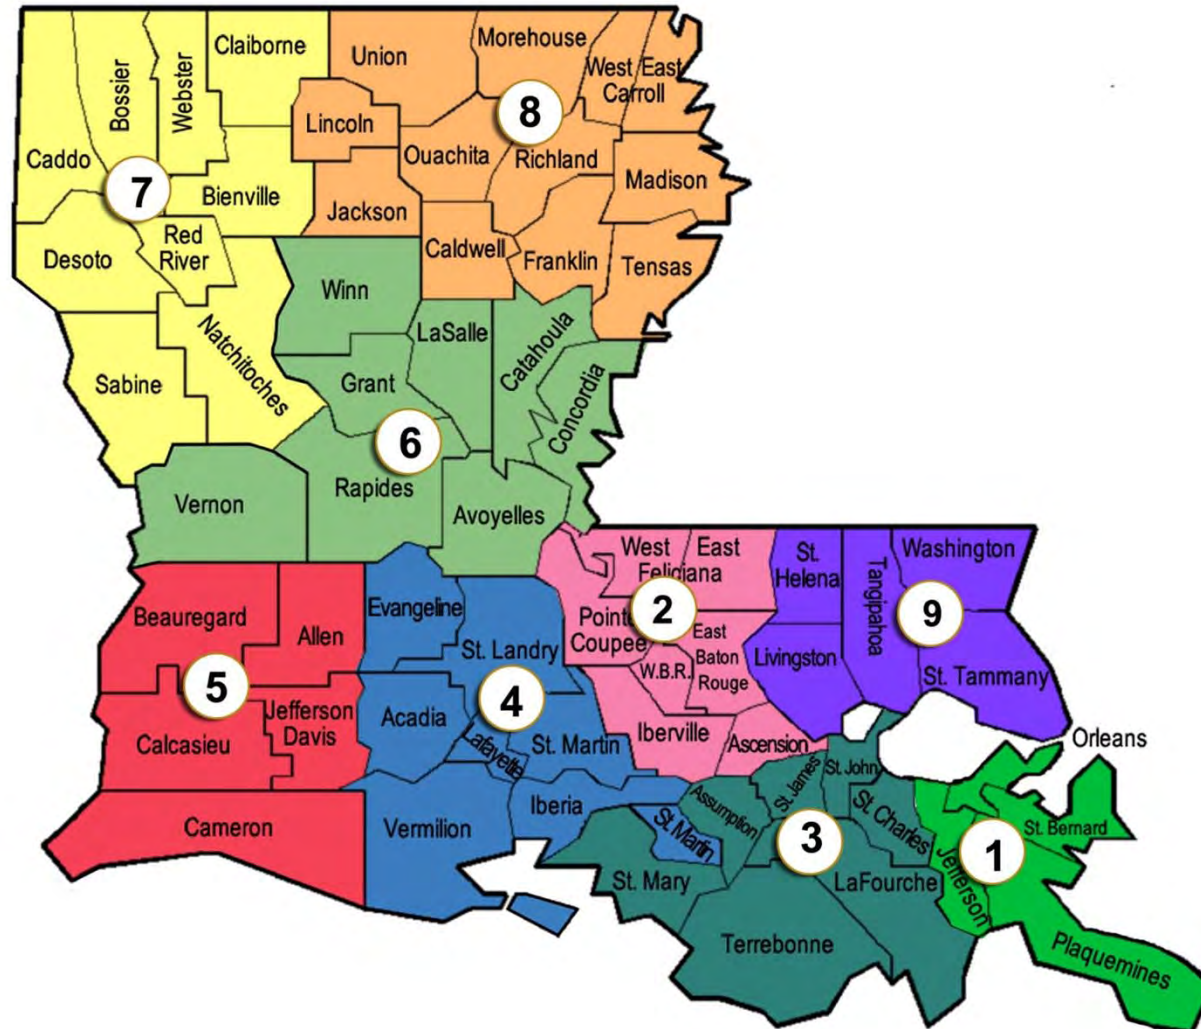 Claiborne
Union
Morehouse
West East
Carroll
Bossier
Webster
Lincoln
8
Ouachita
Richland
Caddo
7
Bienville
Madison
Jackson
Red
River
Desoto
Caldwell
Franklin
Tensas
Winn
LaSalle
Catahoula
Natchitoches
Sabine
Grant
Concordia
6
Rapides
Vernon
Avoyelles
West East
Feliciana
St.
Helena
Washington
Tangipahoa
Evangeline
Beauregard
Allen
2
9
Pointe
Coupee
East
Baton
Rouge
St. Landry
Livingston
W.B.R.
St. Tammany
5
4
Jefferson
Davis
Acadia
Calcasieu
Lafayette
St. Martin
Iberville
Ascension
Orleans
St. James
St. John
Assumption
St. Charles
Cameron
Vermilion
Iberia
St. Martin
3
St. Bernard
1
Jefferson
St. Mary
LaFourche
Terrebonne
Plaquemines